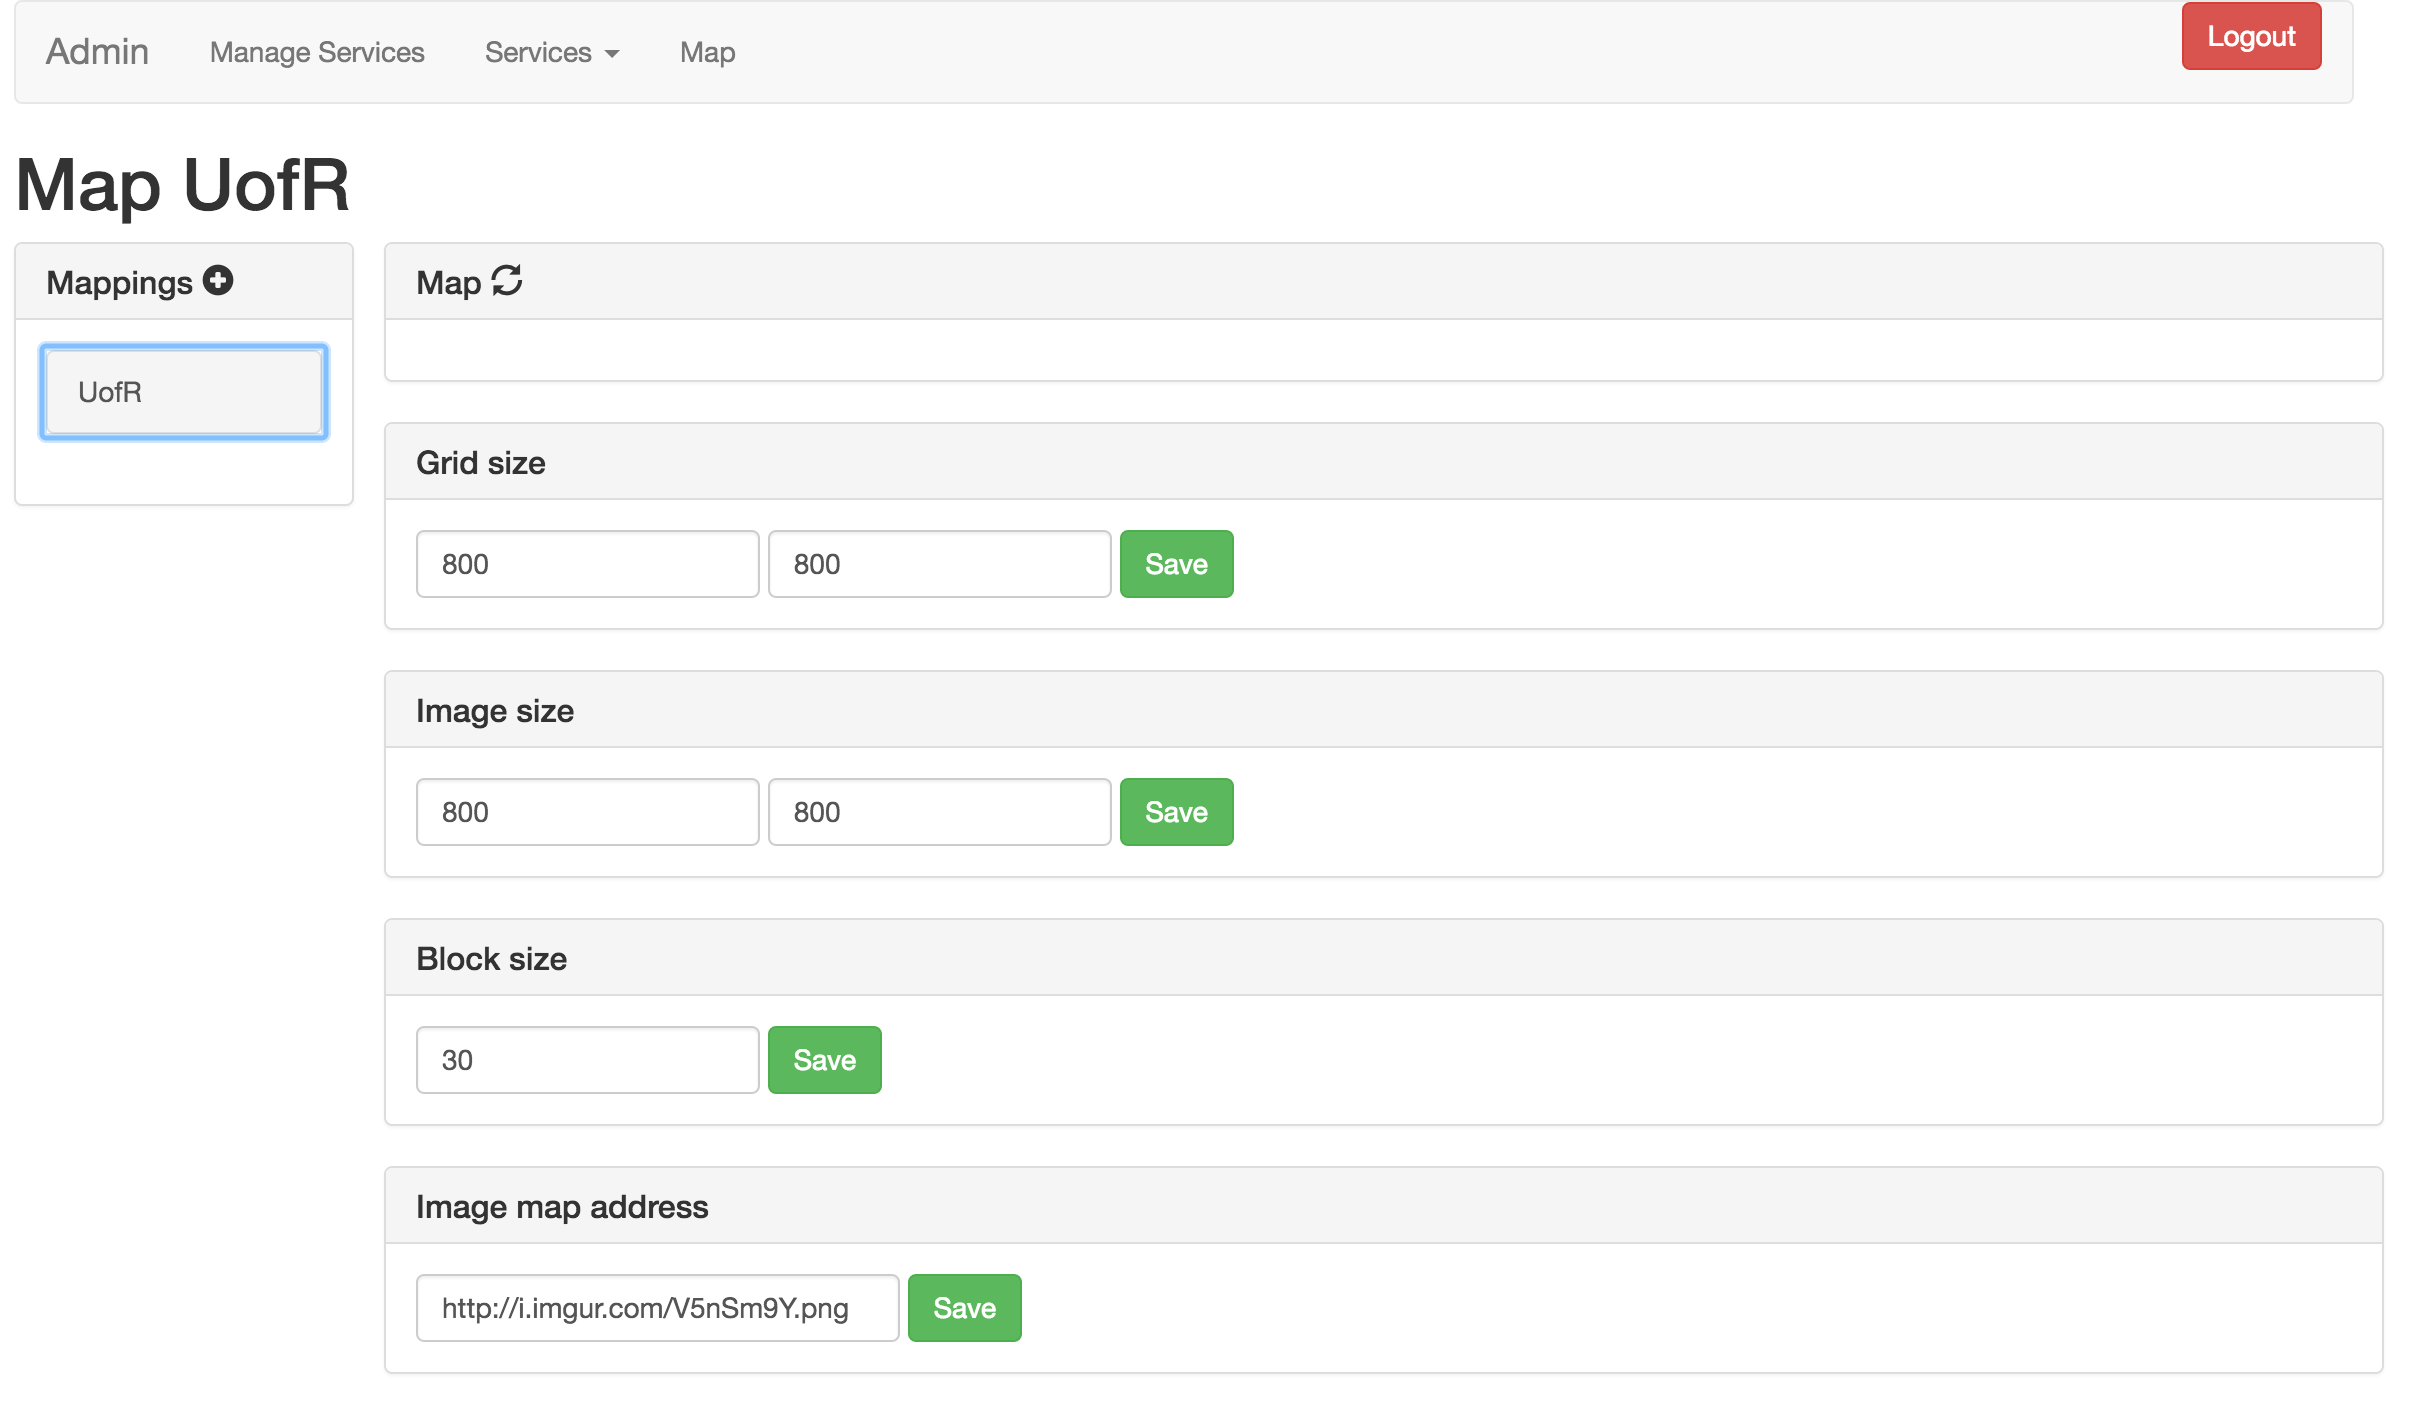 Admin Manage Services Services Map Logout
Map UofR
Mappings
UofR
Map
Grid size
800 800 Save
Image size
800 800 Save
Block size
30 Save
Image map address
http://i.imgur.com/V5nSm9Y.png Save